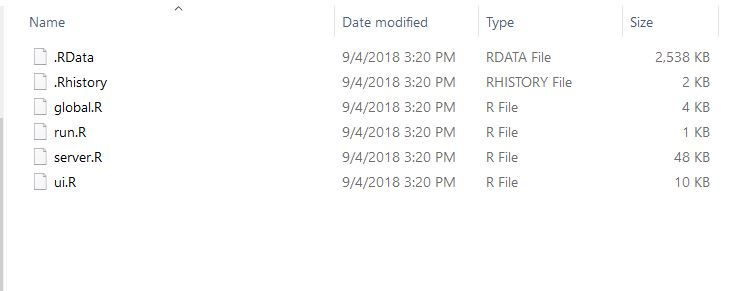 Name Date modified Type Size
.RData 9/4/2018 3:20 PM RDATA File 2,538 KB
.Rhistory 9/4/2018 3:20 PM RHISTORY File 2 KB
global.R 9/4/2018 3:20 PM R File 4 KB
run.R 9/4/2018 3:20 PM R File 1 KB
server.R 9/4/2018 3:20 PM R File 48 KB
ui.R 9/4/2018 3:20 PM R File 10 KB